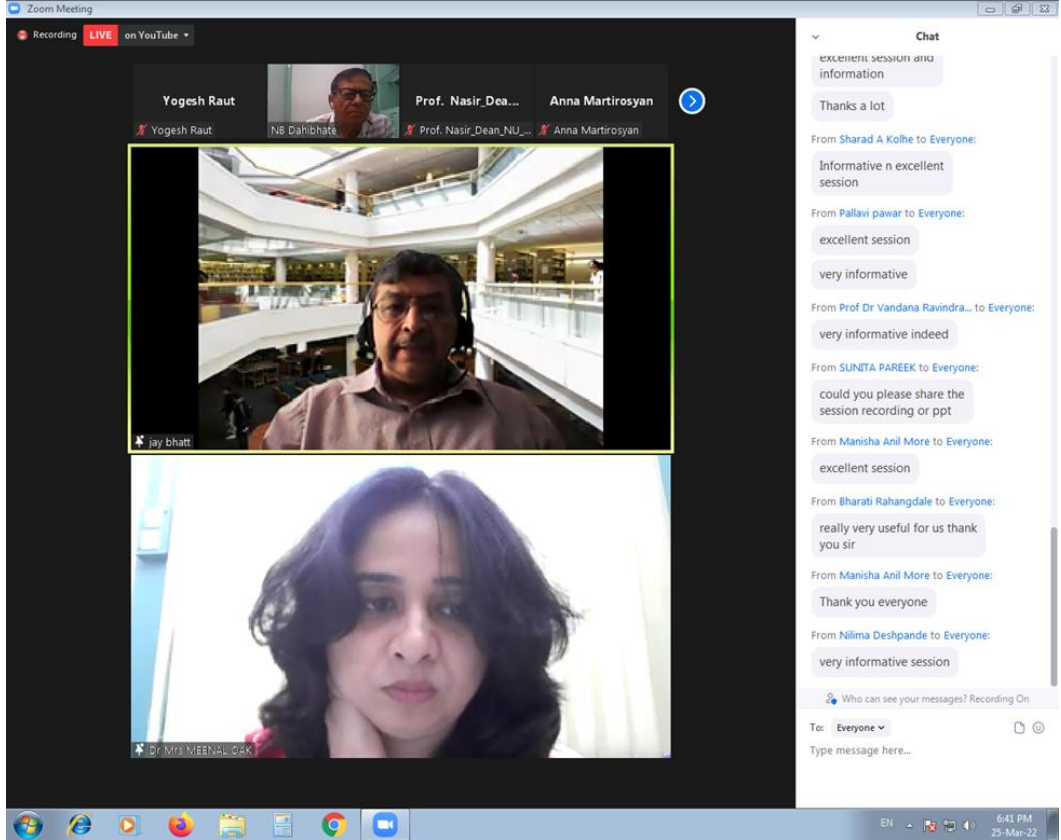 Zoom Meeting
Recording LIVE on YouTube
Yogesh Raut
Yogesh Raut
NB Dahibhate
Prof. Nasir_Dea...
Prof. Nasir_Dean_NU_...
Anna Martirosyan
Anna Martirosyan
jay bhatt
Dr Mrs MEENAL OAK
Chat
excellent session and
information
Thanks a lot
From Sharad A Kolhe to Everyone:
Informative n excellent
session
From Pallavi pawar to Everyone:
excellent session
very informative
From Prof Dr Vandana Ravindra... to Everyone:
very informative indeed
From SUNITA PAREEK to Everyone:
could you please share the
session recording or ppt
From Manisha Anil More to Everyone:
excellent session
From Bharati Rahangdale to Everyone:
really very useful for us thank
you sir
From Manisha Anil More to Everyone:
Thank you everyone
From Nilima Deshpande to Everyone:
very informative session
Who can see your messages? Recording On
To: Everyone
Type message here...
EN
6:41 PM
25-Mar-22